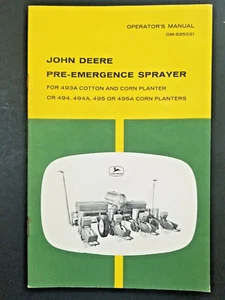 OPERATOR'S MANUAL
OM-B25221
JOHN DEERE
PRE-EMERGENCE SPRAYER
FOR 493A COTTON AND CORN PLANTER
OR 494, 494A, 495 OR 495A CORN PLANTERS